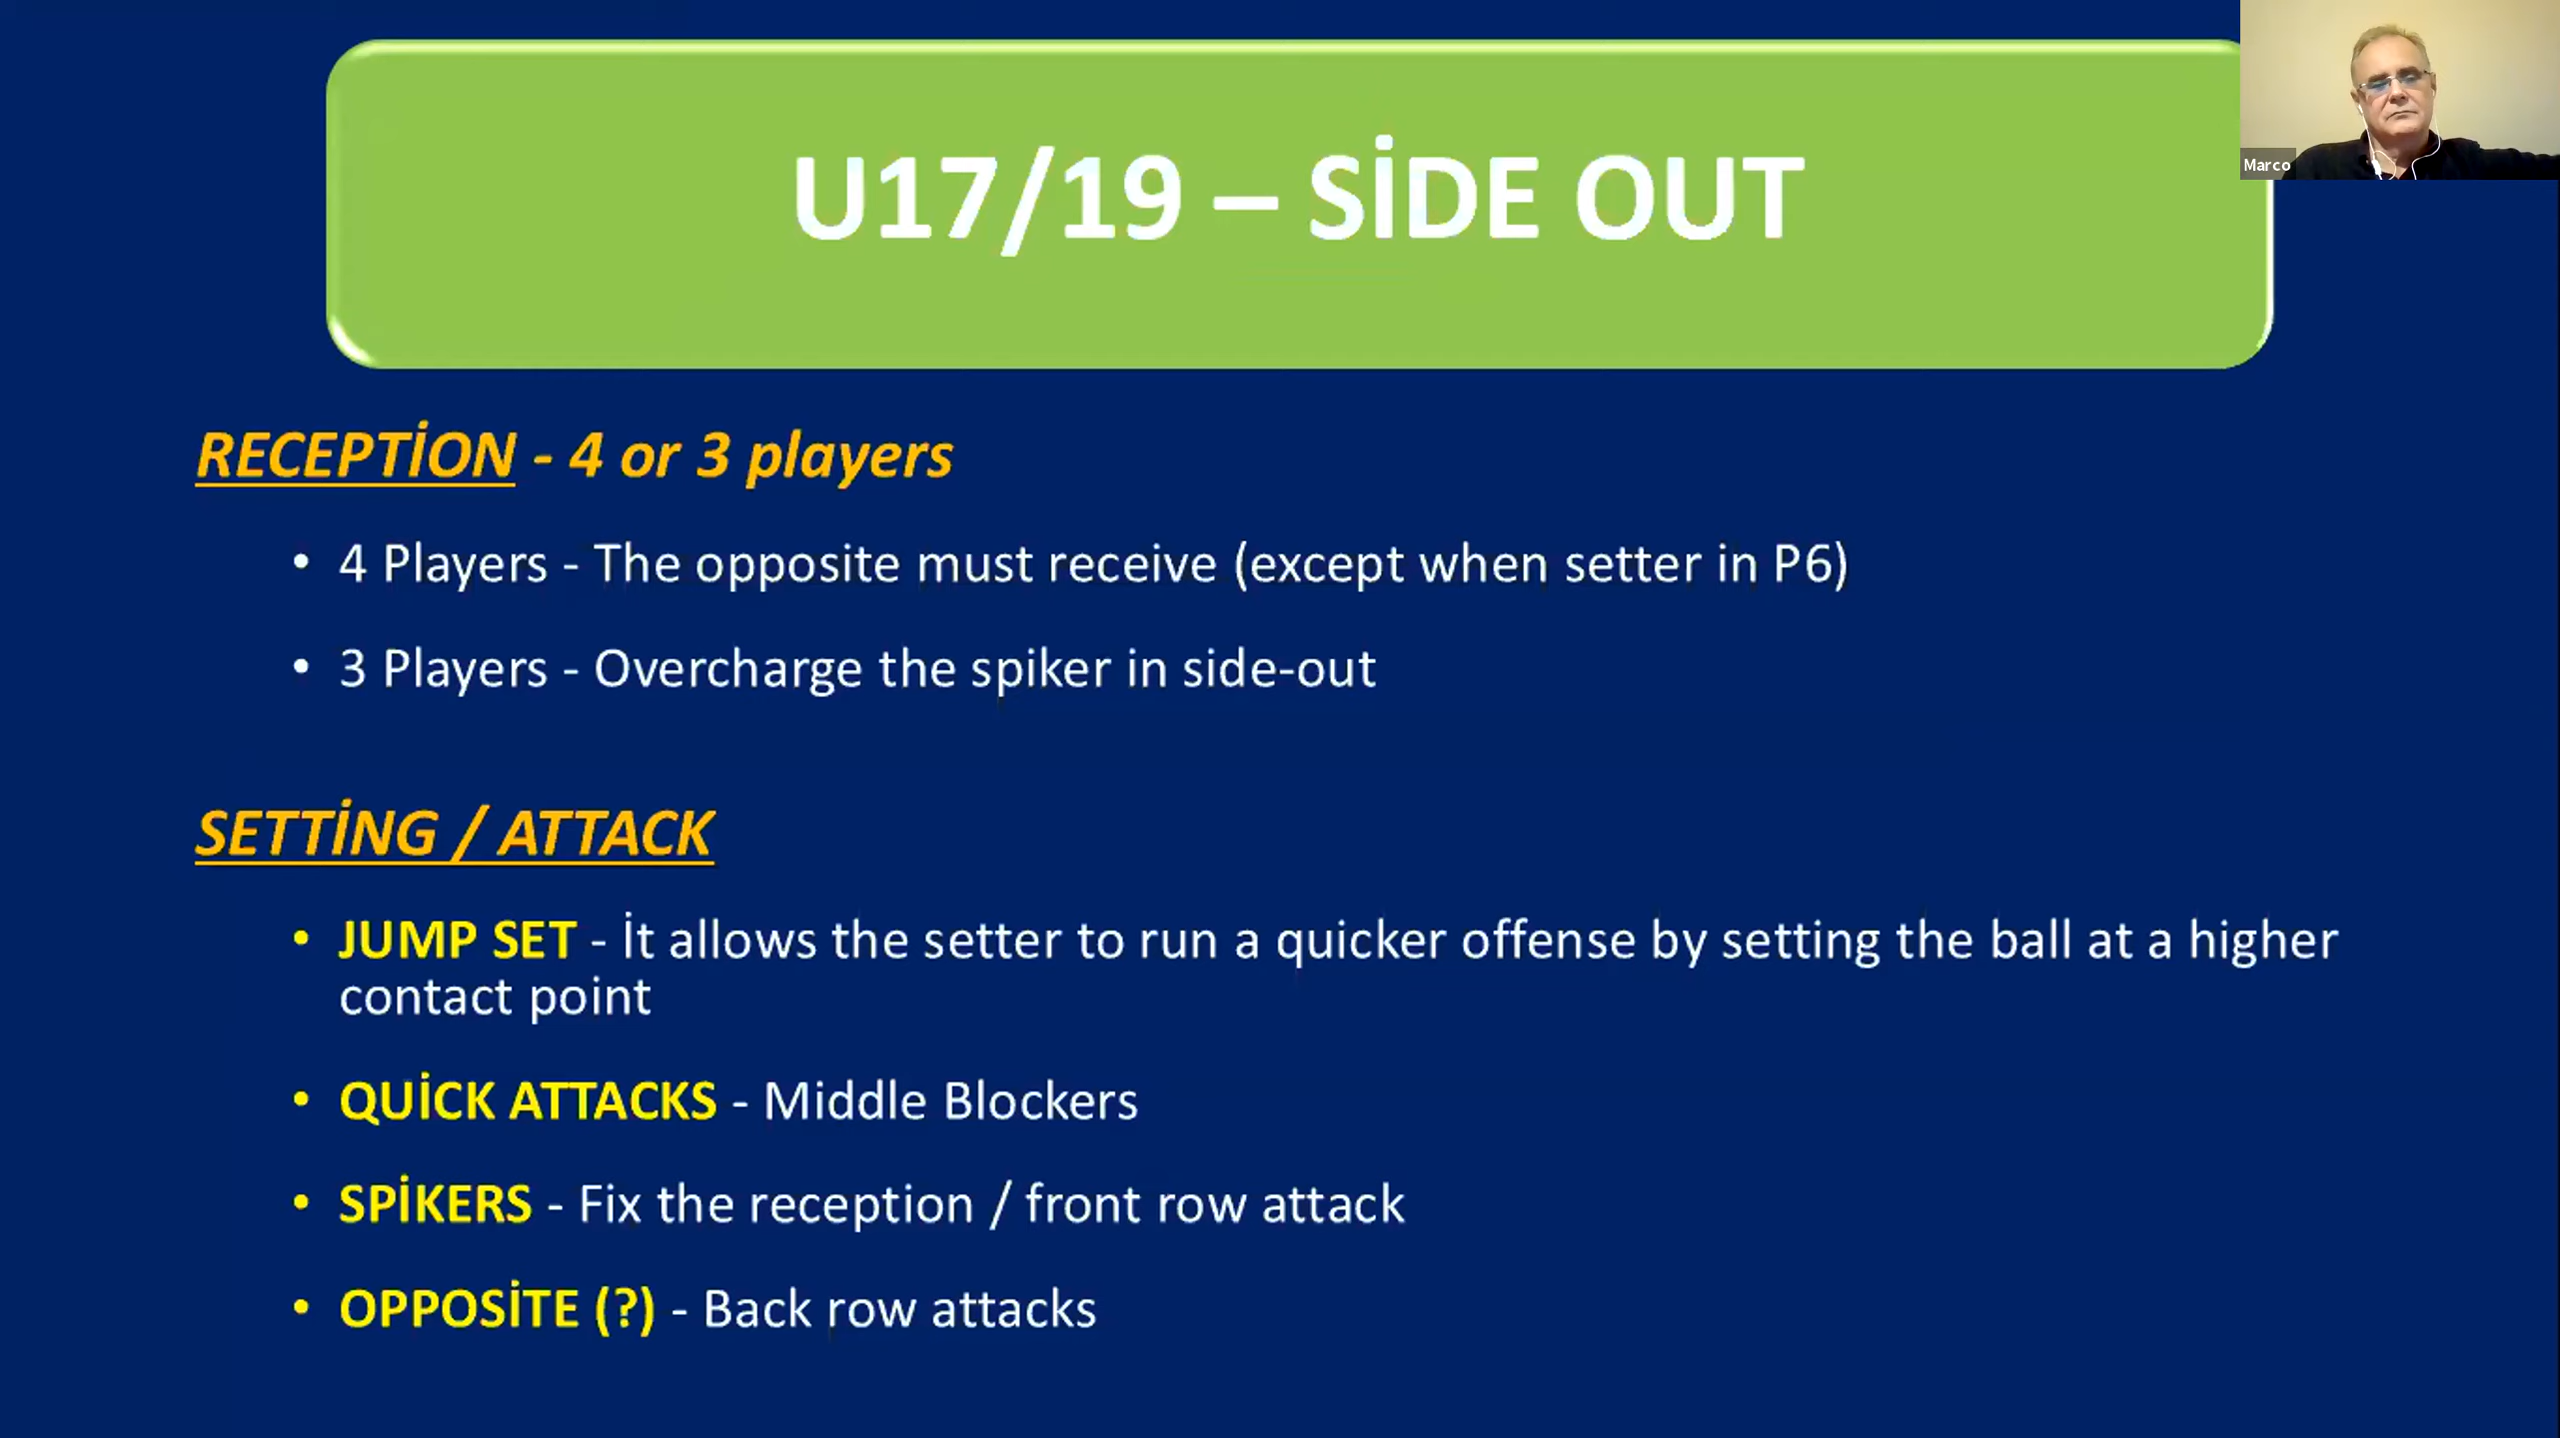 U17/19 – SİDE OUT
Marco
RECEPTİON - 4 or 3 players
• 4 Players - The opposite must receive (except when setter in P6)
• 3 Players - Overcharge the spiker in side-out
SETTİNG / ATTACK
• JUMP SET - İt allows the setter to run a quicker offense by setting the ball at a higher
contact point
• QUİCK ATTACKS - Middle Blockers
• SPİKERS - Fix the reception / front row attack
• OPPOSİTE (?) - Back row attacks